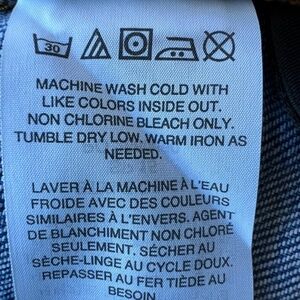 30
MACHINE WASH COLD WITH
LIKE COLORS INSIDE OUT.
NON CHLORINE BLEACH ONLY.
TUMBLE DRY LOW. WARM IRON AS
NEEDED.
LAVER À LA MACHINE À L'EAU
FROIDE AVEC DES COULEURS
SIMILAIRES À L'ENVERS. AGENT
DE BLANCHIMENT NON CHLORÉ
SEULEMENT. SÉCHER AU
SÈCHE-LINGE AU CYCLE DOUX.
REPASSER AU FER TIÈDE AU
BESOIN